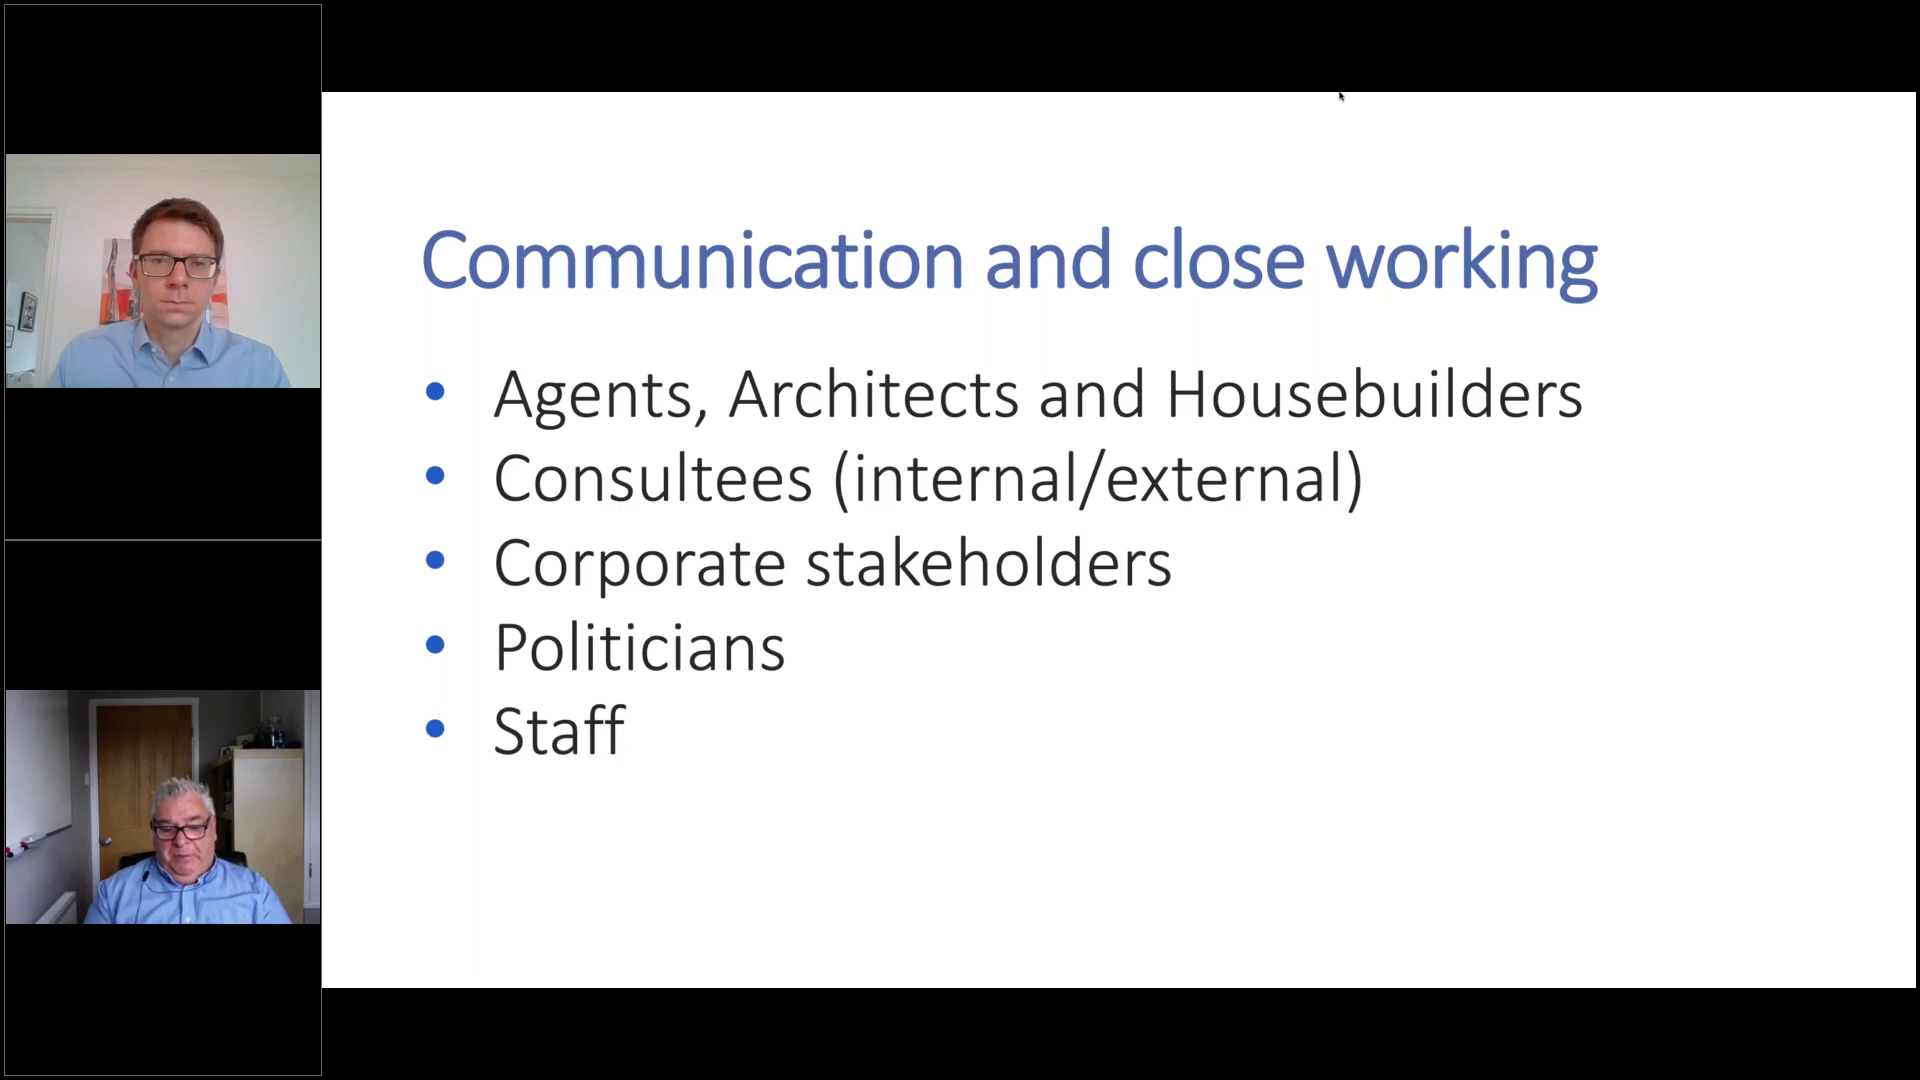 Communication and close working
• Agents, Architects and Housebuilders
• Consultees (internal/external)
• Corporate stakeholders
• Politicians
• Staff